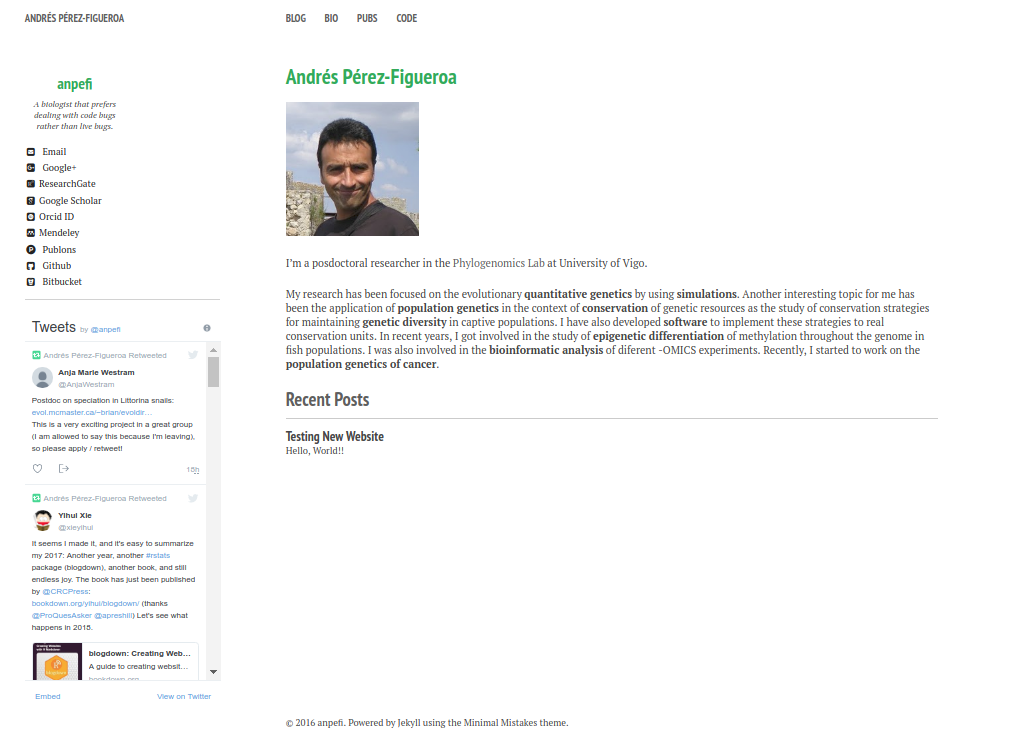 ANDRÉS PÉREZ-FIGUEROA
BLOG BIO PUBS CODE
anpefi
A biologist that prefers
dealing with code bugs
rather than live bugs.
Email
Google+
ResearchGate
Google Scholar
Orcid ID
Mendeley
Publons
Github
Bitbucket
Tweets by @anpefi
Andrés Pérez-Figueroa Retweeted
Anja Marie Westram
@AnjaWestram
Postdoc on speciation in Littorina snails:
evol.mcmaster.ca/~brian/evoldir…
This is a very exciting project in a great group
(I am allowed to say this because I'm leaving),
so please apply / retweet!
15h
Andrés Pérez-Figueroa Retweeted
Yihui Xie
@xieyihui
It seems I made it, and it's easy to summarize
my 2017: Another year, another #rstats
package (blogdown), another book, and still
endless joy. The book has just been published
by @CRCPress:
bookdown.org/yihui/blogdown/ (thanks
@ProQuesAsker @apreshill) Let's see what
happens in 2018.
blogdown: Creating Web…
A guide to creating websit…
bookdown.org
Embed
View on Twitter
Andrés Pérez-Figueroa
I'm a posdoctoral researcher in the Phylogenomics Lab at University of Vigo.
My research has been focused on the evolutionary quantitative genetics by using simulations. Another interesting topic for me has
been the application of population genetics in the context of conservation of genetic resources as the study of conservation strategies
for maintaining genetic diversity in captive populations. I have also developed software to implement these strategies to real
conservation units. In recent years, I got involved in the study of epigenetic differentiation of methylation throughout the genome in
fish populations. I was also involved in the bioinformatic analysis of diferent -OMICS experiments. Recently, I started to work on the
population genetics of cancer.
Recent Posts
Testing New Website
Hello, World!!
© 2016 anpefi. Powered by Jekyll using the Minimal Mistakes theme.